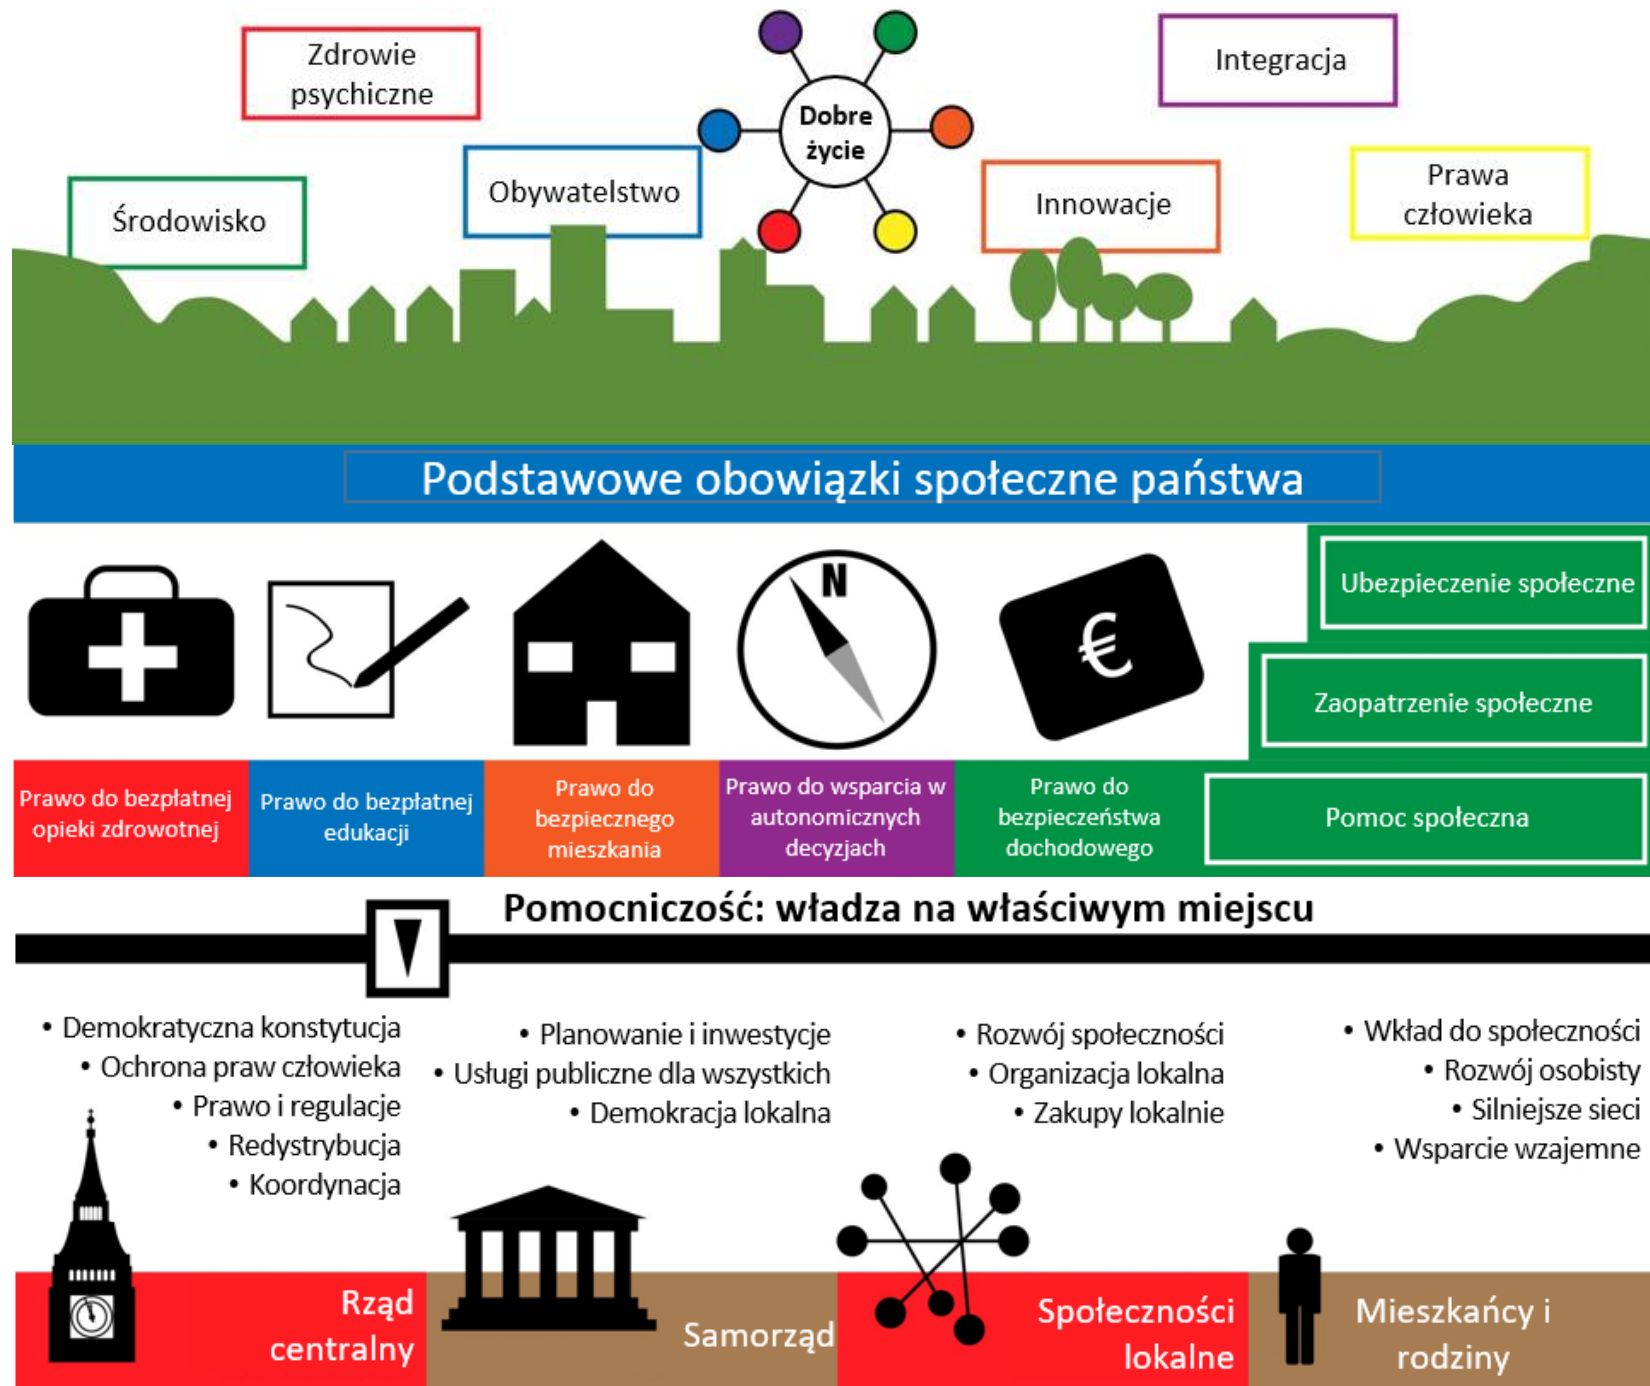 Zdrowie
psychiczne
Dobre
życie
Integracja
Środowisko
Obywatelstwo
Innowacje
Prawa
człowieka
Podstawowe obowiązki społeczne państwa
N
€
Ubezpieczenie społeczne
Zaopatrzenie społeczne
Prawo do bezpłatnej
opieki zdrowotnej
Prawo do bezpłatnej
edukacji
Prawo do
bezpiecznego
mieszkania
Prawo do wsparcia w
autonomicznych
decyzjach
Prawo do
bezpieczeństwa
dochodowego
Pomoc społeczna
Pomocniczość: władza na właściwym miejscu
• Demokratyczna konstytucja
• Ochrona praw człowieka
• Prawo i regulacje
• Redystrybucja
• Koordynacja
• Planowanie i inwestycje
• Usługi publiczne dla wszystkich
• Demokracja lokalna
• Rozwój społeczności
• Organizacja lokalna
• Zakupy lokalnie
• Wkład do społeczności
• Rozwój osobisty
• Silniejsze sieci
• Wsparcie wzajemne
Rząd
centralny
Samorząd
Społeczności
lokalne
Mieszkańcy i
rodziny